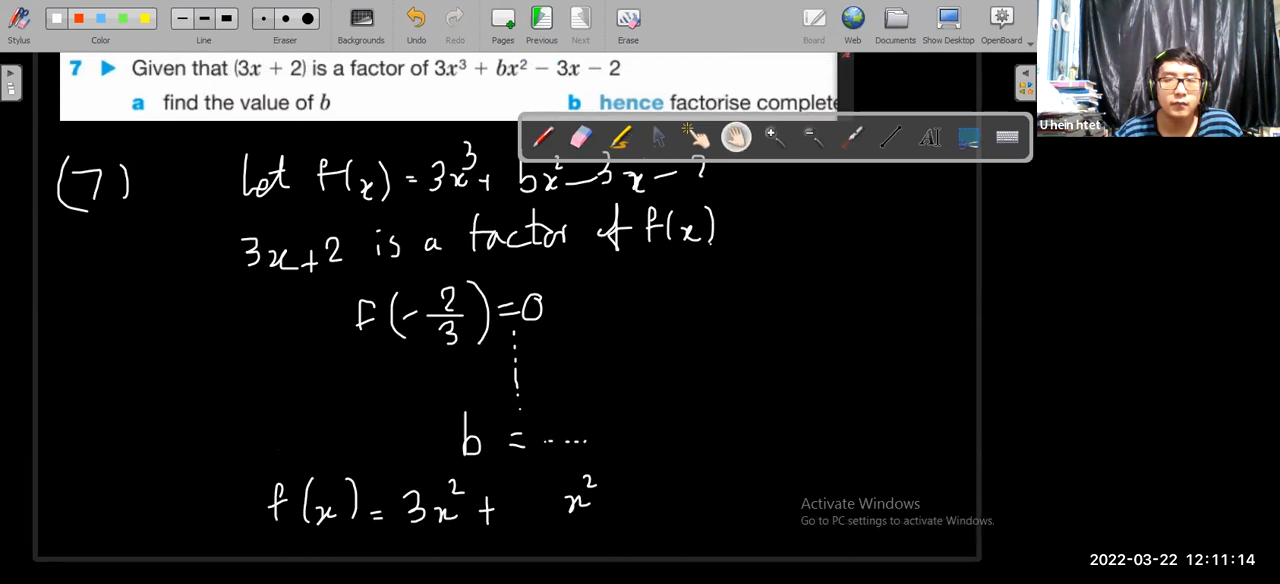 Stylus
Color
Line
Eraser
Backgrounds
Undo
Redo
Pages
Previous
Next
Erase
Board
Web
Documents
Show Desktop
OpenBoard
U hein htet
7 ▶ Given that (3x + 2) is a factor of 3x³ + bx² − 3x − 2
a find the value of b
b hence factorise complete
(7) Let f(x) = 3x³ + bx² − 3x − 2
3x+2 is a factor of f(x)
f(−2/3) = 0
b = .....
f(x) = 3x² + x²
Activate Windows
Go to PC settings to activate Windows.
2022-03-22 12:11:14